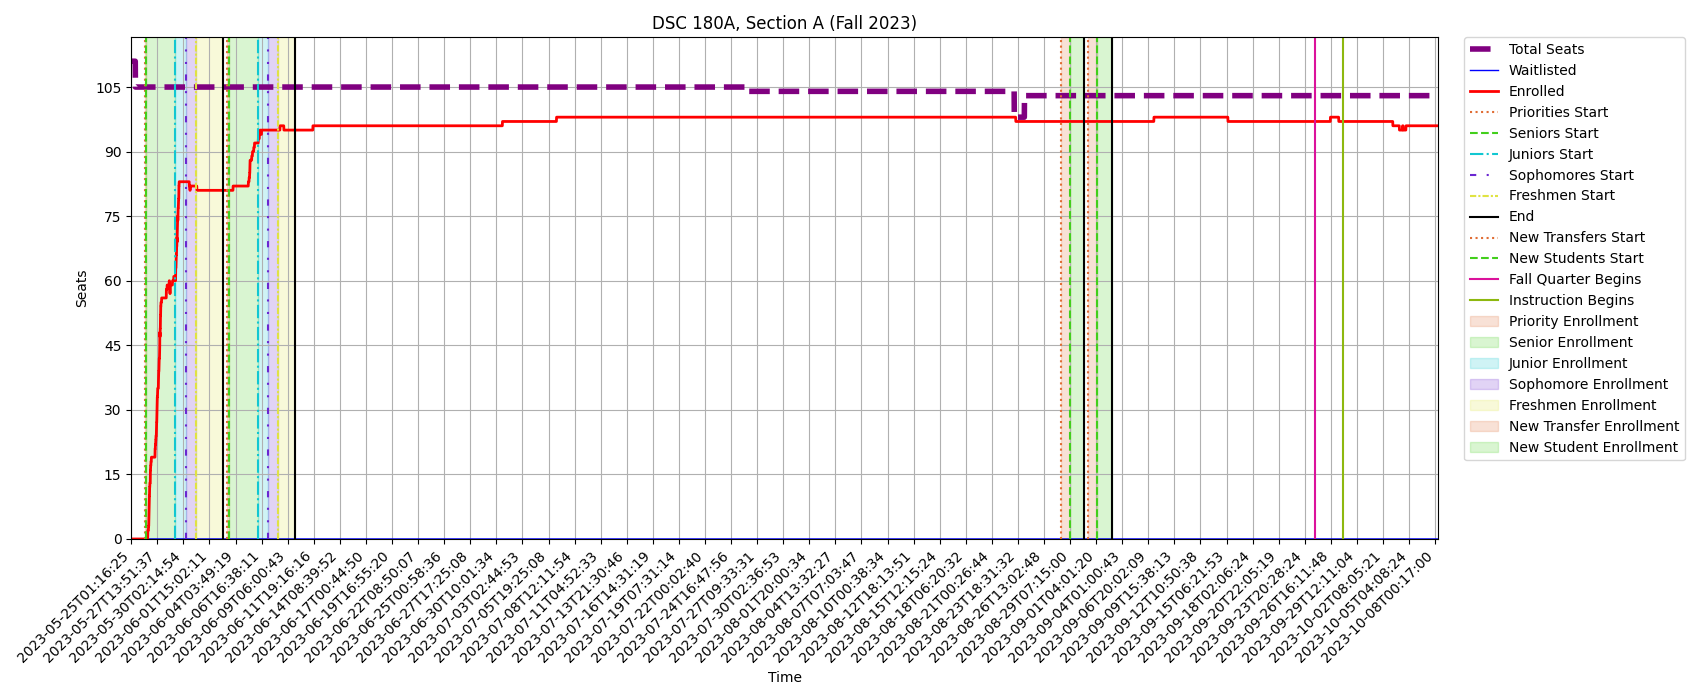 DSC 180A, Section A (Fall 2023)
Seats
105
90
75
60
45
30
15
0
2023-05-25T01:16:25
2023-05-27T13:51:37
2023-05-30T02:14:54
2023-06-01T15:02:11
2023-06-04T03:49:19
2023-06-06T16:38:11
2023-06-09T06:00:43
2023-06-11T19:16:16
2023-06-14T08:39:52
2023-06-17T00:44:50
2023-06-19T16:55:20
2023-06-22T08:50:07
2023-06-25T00:58:36
2023-06-27T17:25:08
2023-06-30T10:01:34
2023-07-03T02:44:53
2023-07-05T19:25:08
2023-07-08T12:11:54
2023-07-11T04:52:33
2023-07-13T21:30:46
2023-07-16T14:31:19
2023-07-19T07:31:14
2023-07-22T00:02:40
2023-07-24T16:47:56
2023-07-27T09:33:31
2023-07-30T02:36:53
2023-08-01T20:00:34
2023-08-04T13:32:27
2023-08-07T07:03:47
2023-08-10T00:38:34
2023-08-12T18:13:51
2023-08-15T12:15:24
2023-08-18T06:20:32
2023-08-21T00:26:44
2023-08-23T18:31:32
2023-08-26T13:02:48
2023-08-29T07:15:00
2023-09-01T04:01:20
2023-09-04T01:00:43
2023-09-06T20:02:09
2023-09-09T15:38:13
2023-09-12T10:50:38
2023-09-15T06:21:53
2023-09-18T02:06:24
2023-09-20T22:05:19
2023-09-23T20:28:24
2023-09-26T16:11:48
2023-09-29T12:11:04
2023-10-02T08:05:21
2023-10-05T04:08:24
2023-10-08T00:17:00
Time
Total Seats
Waitlisted
Enrolled
Priorities Start
Seniors Start
Juniors Start
Sophomores Start
Freshmen Start
End
New Transfers Start
New Students Start
Fall Quarter Begins
Instruction Begins
Priority Enrollment
Senior Enrollment
Junior Enrollment
Sophomore Enrollment
Freshmen Enrollment
New Transfer Enrollment
New Student Enrollment